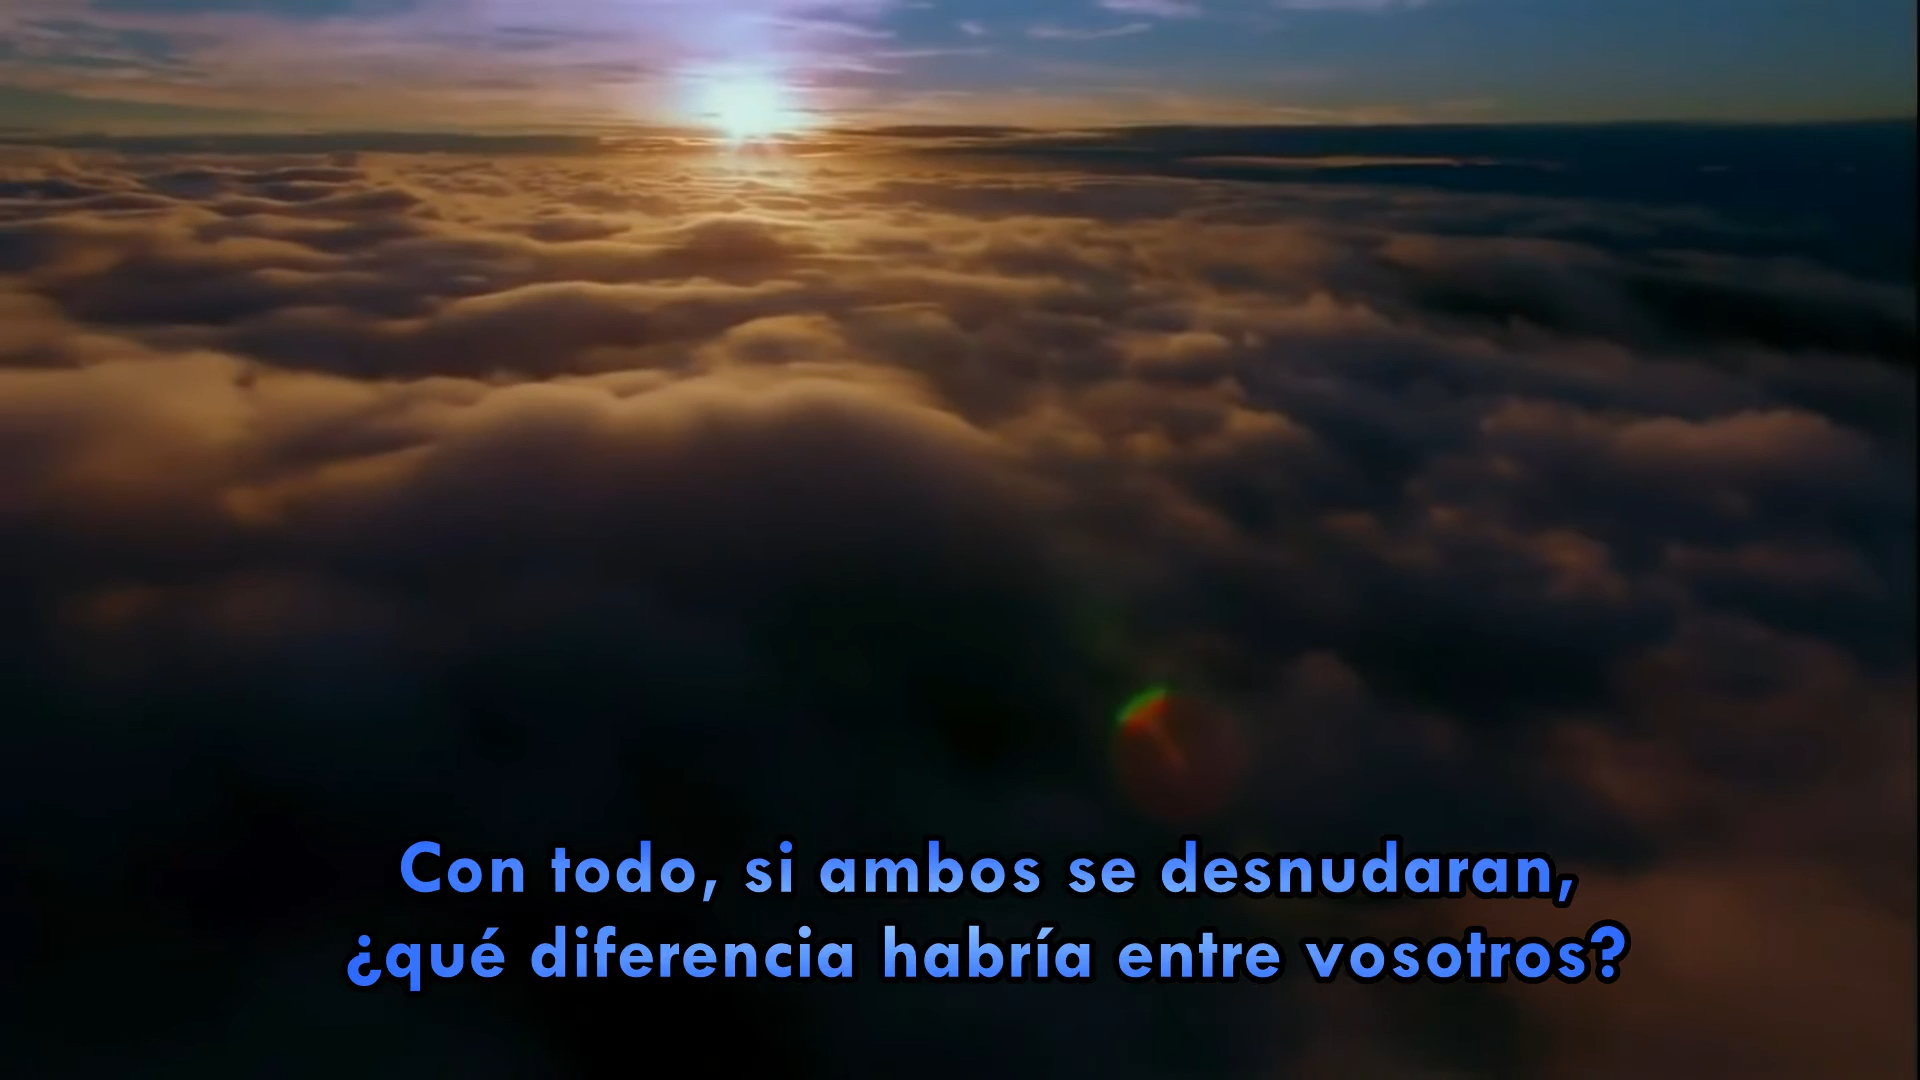 Con todo, si ambos se desnudaran,
¿qué diferencia habría entre vosotros?